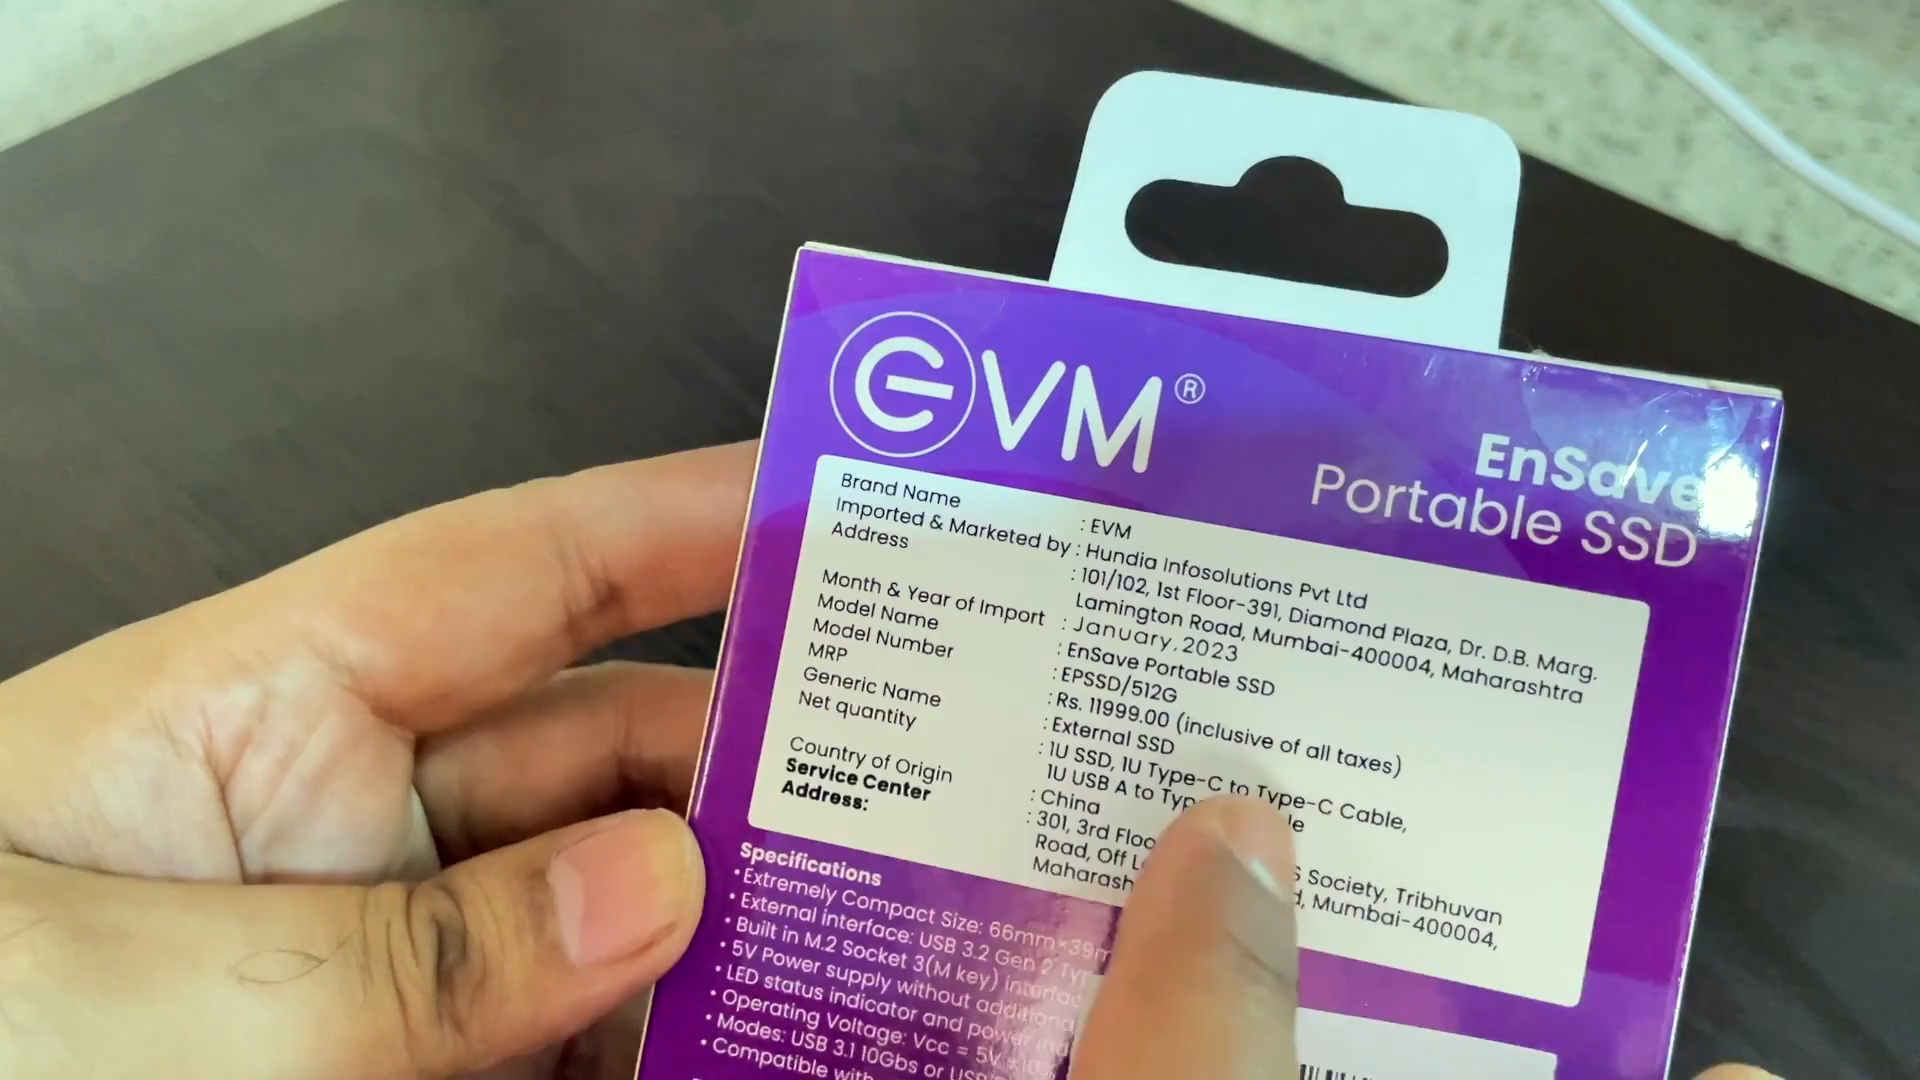 EVM®
EnSave
Portable SSD
Brand Name : EVM
Imported & Marketed by : Hundia Infosolutions Pvt Ltd
Address : 101/102, 1st Floor-391, Diamond Plaza, Dr. D.B. Marg.
Lamington Road, Mumbai-400004, Maharashtra
Month & Year of Import : January, 2023
Model Name : EnSave Portable SSD
Model Number : EPSSD/512G
MRP : Rs. 11999.00 (inclusive of all taxes)
Generic Name : External SSD
Net quantity : 1U SSD, 1U Type-C to Type-C Cable,
1U USB A to
Country of Origin : China
Service Center : 301, 3rd Society, Tribhuvan
Address: Road, Off Mumbai-400004,
Specifications
• Extremely Compact Size:
• External interface: USB 3.2 Gen 2
• Built in M.2 Socket 3(M key)
• 5V Power supply without
• LED status indicator and power
• Operating Voltage: Vcc = 5V
• Modes: USB 3.1 10Gbs or
• Compatible with